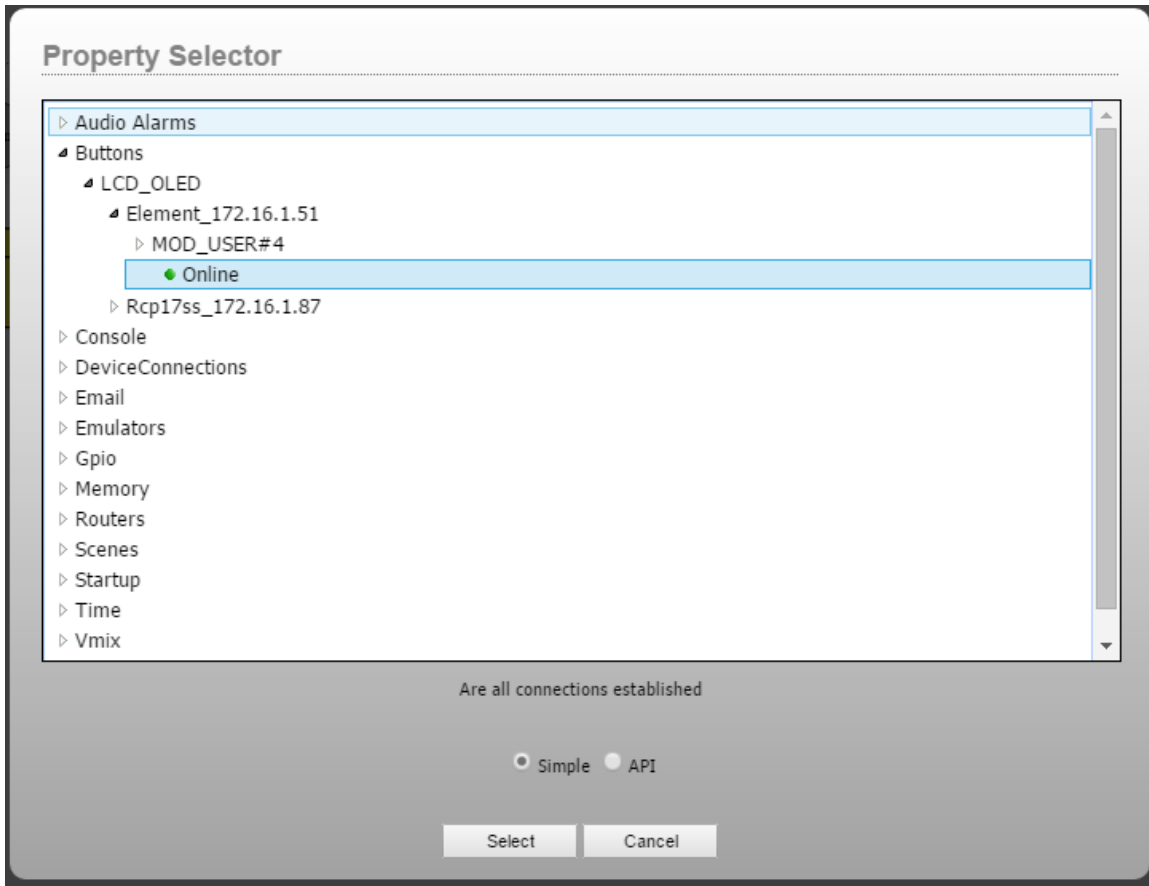 Property Selector
Audio Alarms
Buttons
LCD_OLED
Element_172.16.1.51
MOD_USER#4
Online
Rcp17ss_172.16.1.87
Console
DeviceConnections
Email
Emulators
Gpio
Memory
Routers
Scenes
Startup
Time
Vmix
Are all connections established
Simple API
Select Cancel